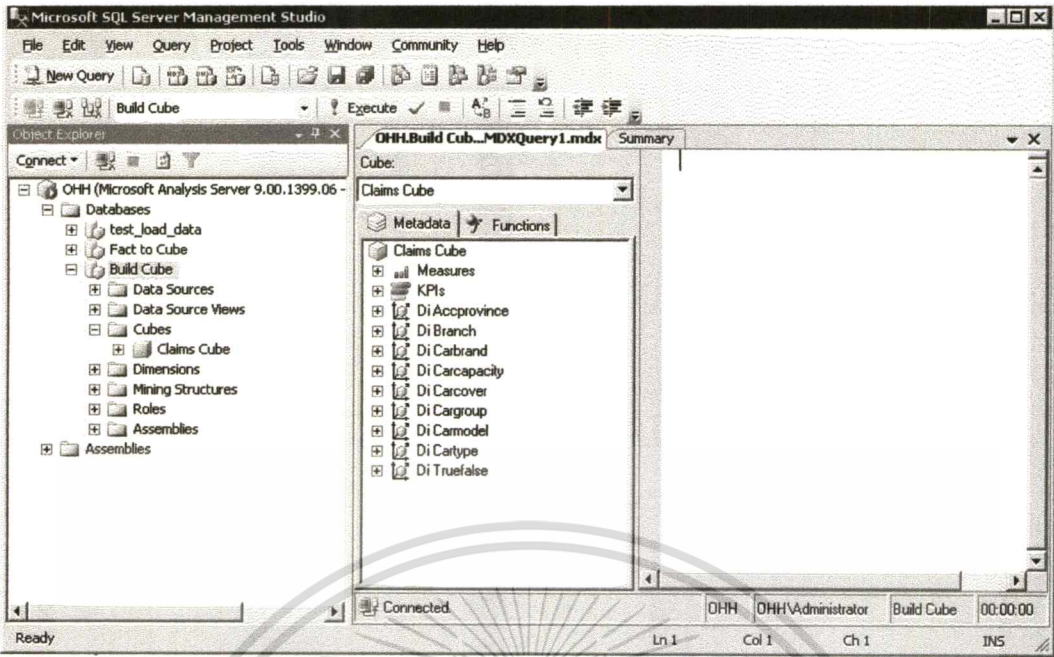 Microsoft SQL Server Management Studio
File Edit View Query Project Tools Window Community Help
New Query
Build Cube Execute
Object Explorer
Connect
OHH (Microsoft Analysis Server 9.00.1399.06 -
Databases
test_load_data
Fact to Cube
Build Cube
Data Sources
Data Source Views
Cubes
Claims Cube
Dimensions
Mining Structures
Roles
Assemblies
Assemblies
OHH.Build Cub...MDXQuery1.mdx Summary
Cube:
Claims Cube
Metadata Functions
Claims Cube
Measures
KPIs
Di Accprovince
Di Branch
Di Carbrand
Di Carcapacity
Di Carcover
Di Cargroup
Di Carmodel
Di Cartype
Di Truefalse
Connected. OHH OHH\Administrator Build Cube 00:00:00
Ready Ln 1 Col 1 Ch 1 INS